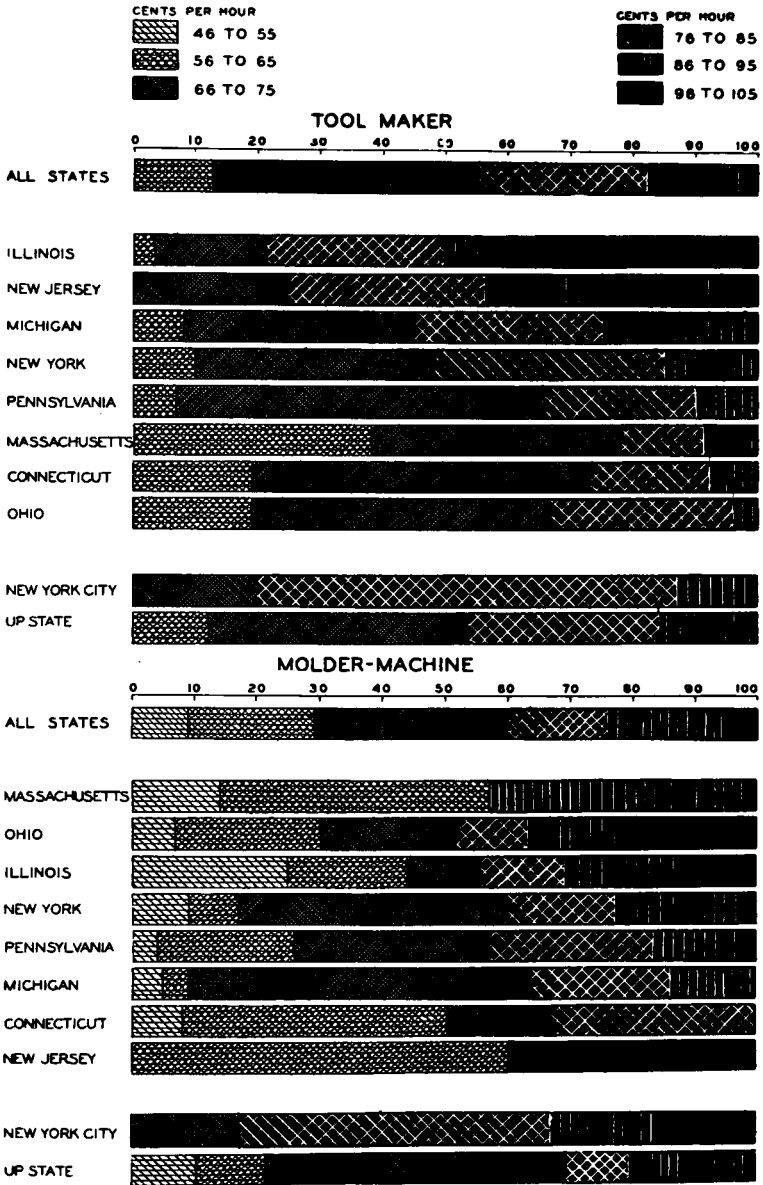 CENTS PER HOUR
46 TO 55
56 TO 65
66 TO 75
CENTS PER HOUR
76 TO 85
86 TO 95
96 TO 105
TOOL MAKER
0 10 20 30 40 50 60 70 80 90 100
ALL STATES
ILLINOIS
NEW JERSEY
MICHIGAN
NEW YORK
PENNSYLVANIA
MASSACHUSETTS
CONNECTICUT
OHIO
NEW YORK CITY
UP STATE
MOLDER-MACHINE
0 10 20 30 40 50 60 70 80 90 100
ALL STATES
MASSACHUSETTS
OHIO
ILLINOIS
NEW YORK
PENNSYLVANIA
MICHIGAN
CONNECTICUT
NEW JERSEY
NEW YORK CITY
UP STATE